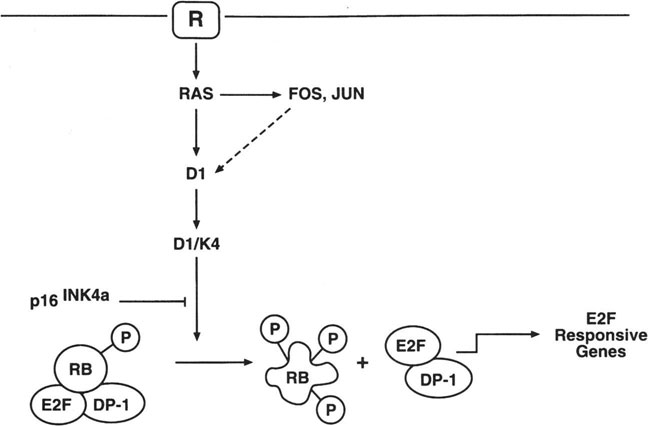 R
RAS
FOS, JUN
D1
D1/K4
p16 INK4a
P
RB
E2F
DP-1
P
P
RB
P
+
E2F
DP-1
E2F
Responsive
Genes